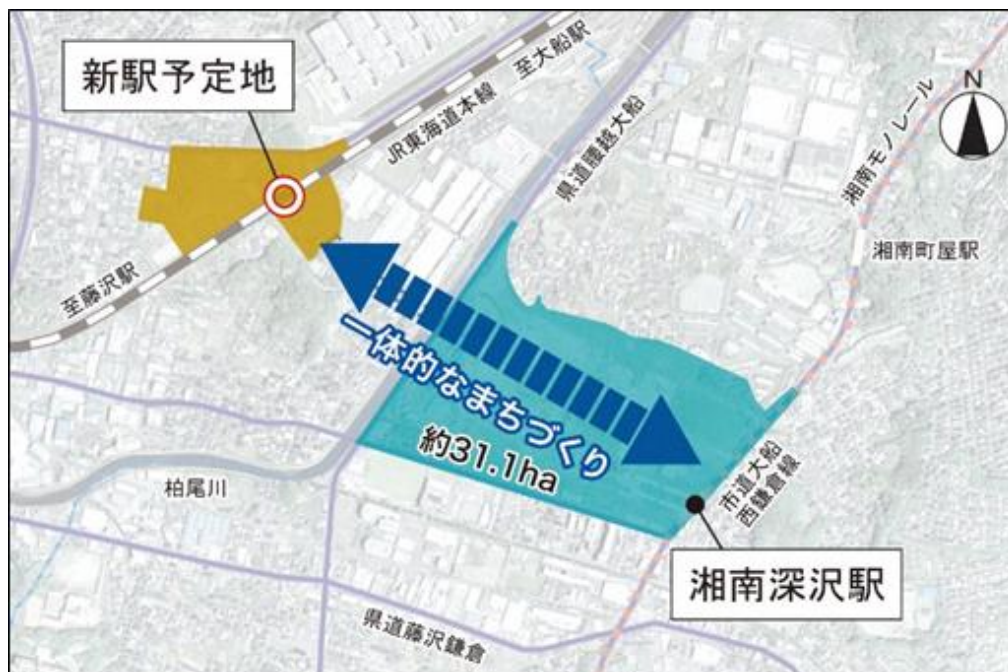 新駅予定地
至大船駅
JR東海道本線
県道腰越大船
湘南モノレール
N
湘南町屋駅
至藤沢駅
一体的なまちづくり
約31.1ha
市道大船
西鎌倉線
柏尾川
湘南深沢駅
県道藤沢鎌倉